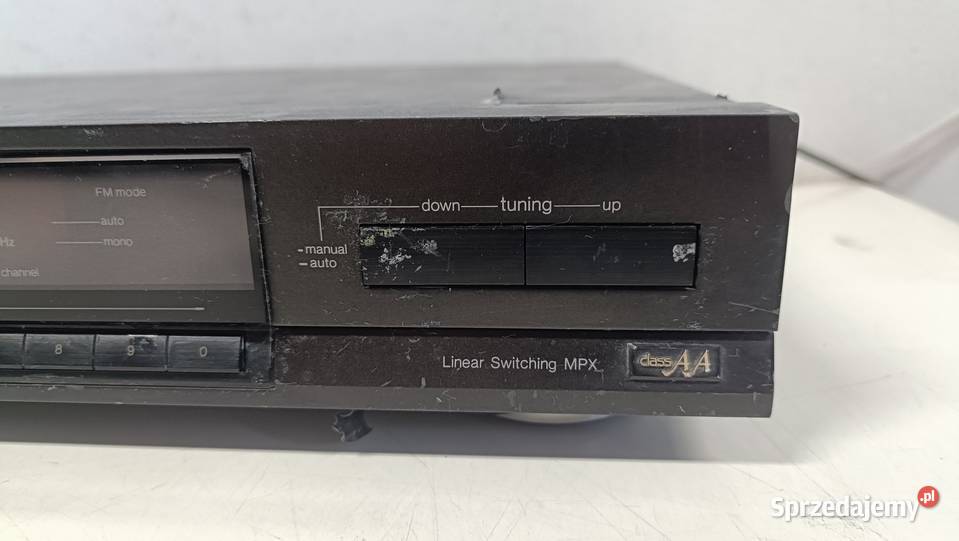 FM mode
auto
Hz
mono
channel
down tuning up
-manual
-auto
8 9 0
Linear Switching MPX
class AA
Sprzedajemy.pl